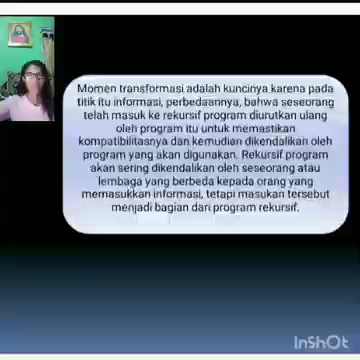 Momen transformasi adalah kuncinya karena pada
titik itu informasi, perbedaannya, bahwa seseorang
telah masuk ke rekursif program diurutkan ulang
oleh program itu untuk memastikan
kompatibilitasnya dan kemudian dikendalikan oleh
program yang akan digunakan. Rekursif program
akan sering dikendalikan oleh seseorang atau
lembaga yang berbeda kepada orang yang
memasukkan informasi, tetapi masukan tersebut
menjadi bagian dari program rekursif.
InShOt